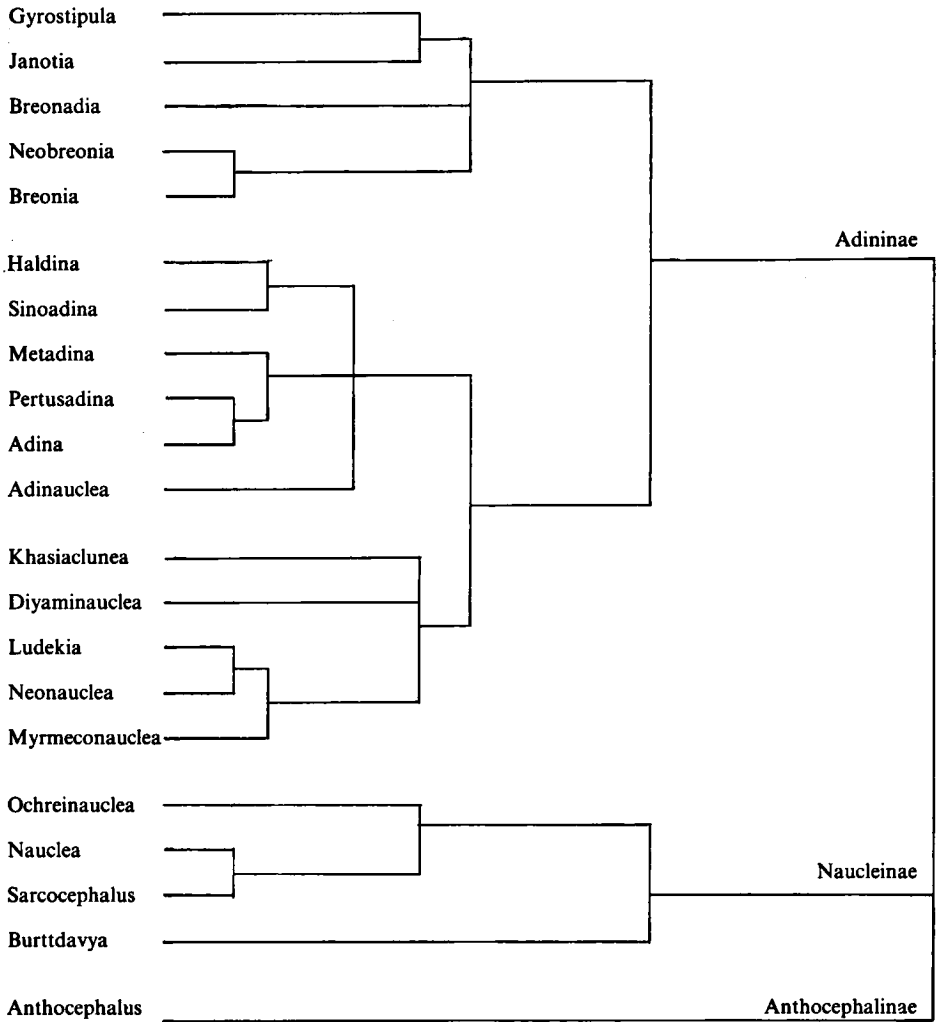 Gyrostipula
Janotia
Breonadia
Neobreonia
Breonia
Adininae
Haldina
Sinoadina
Metadina
Pertusadina
Adina
Adinauclea
Khasiaclunea
Diyaminauclea
Ludekia
Neonauclea
Myrmeconauclea
Ochreinauclea
Nauclea
Naucleinae
Sarcocephalus
Burttdavya
Anthocephalus Anthocephalinae